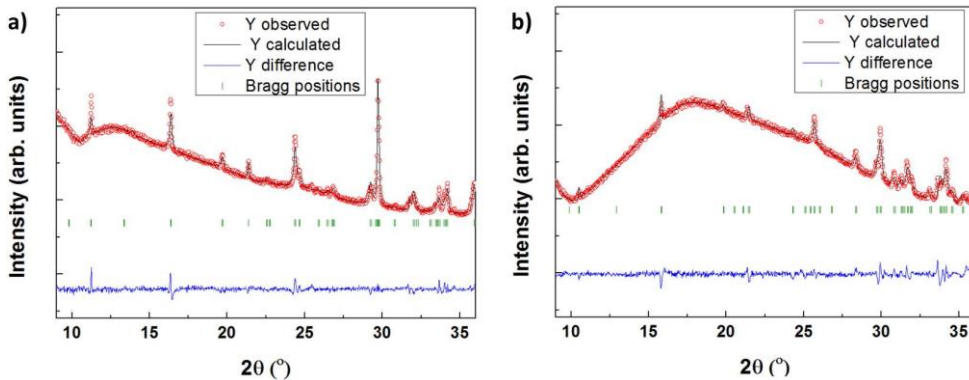 a)
Y observed
Y calculated
Y difference
Bragg positions
Intensity (arb. units)
10 15 20 25 30 35
2θ (°)
b)
Y observed
Y calculated
Y difference
Bragg positions
Intensity (arb. units)
10 15 20 25 30 35
2θ (°)